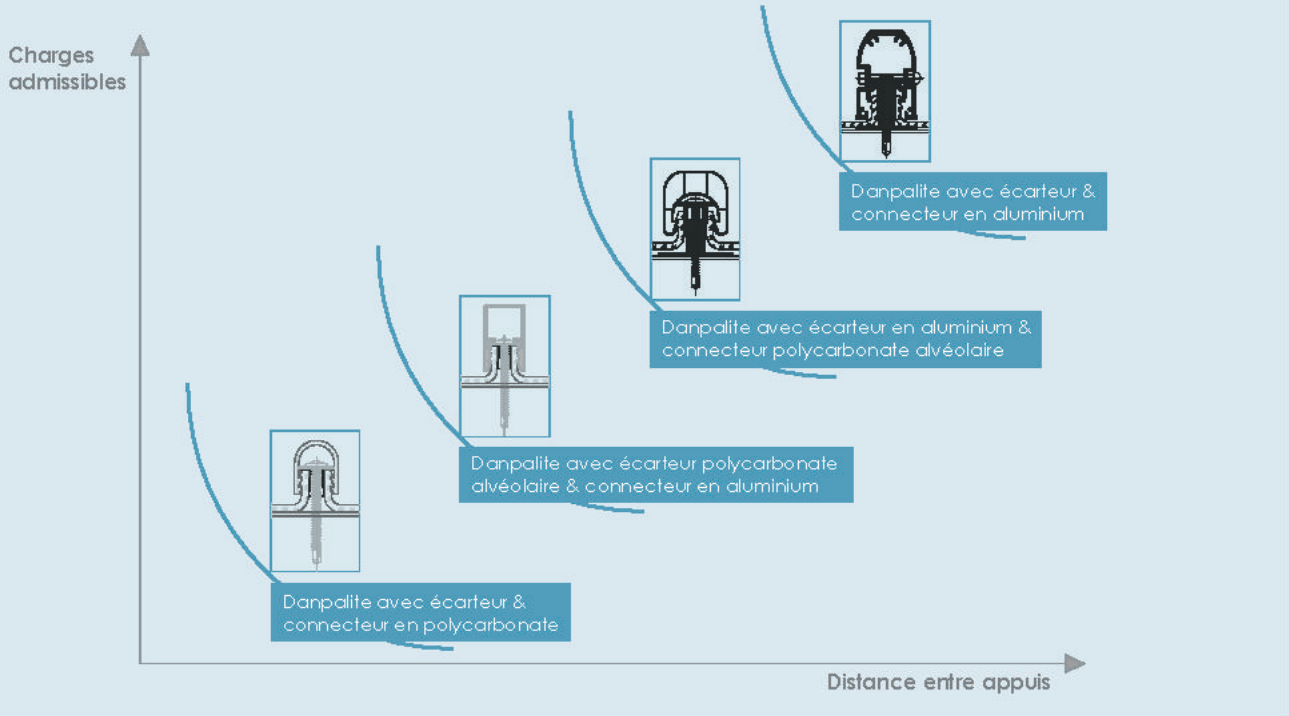 Charges
admissibles
Danpalite avec écarteur &
connecteur en aluminium
Danpalite avec écarteur en aluminium &
connecteur polycarbonate alvéolaire
Danpalite avec écarteur polycarbonate
alvéolaire & connecteur en aluminium
Danpalite avec écarteur &
connecteur en polycarbonate
Distance entre appuis